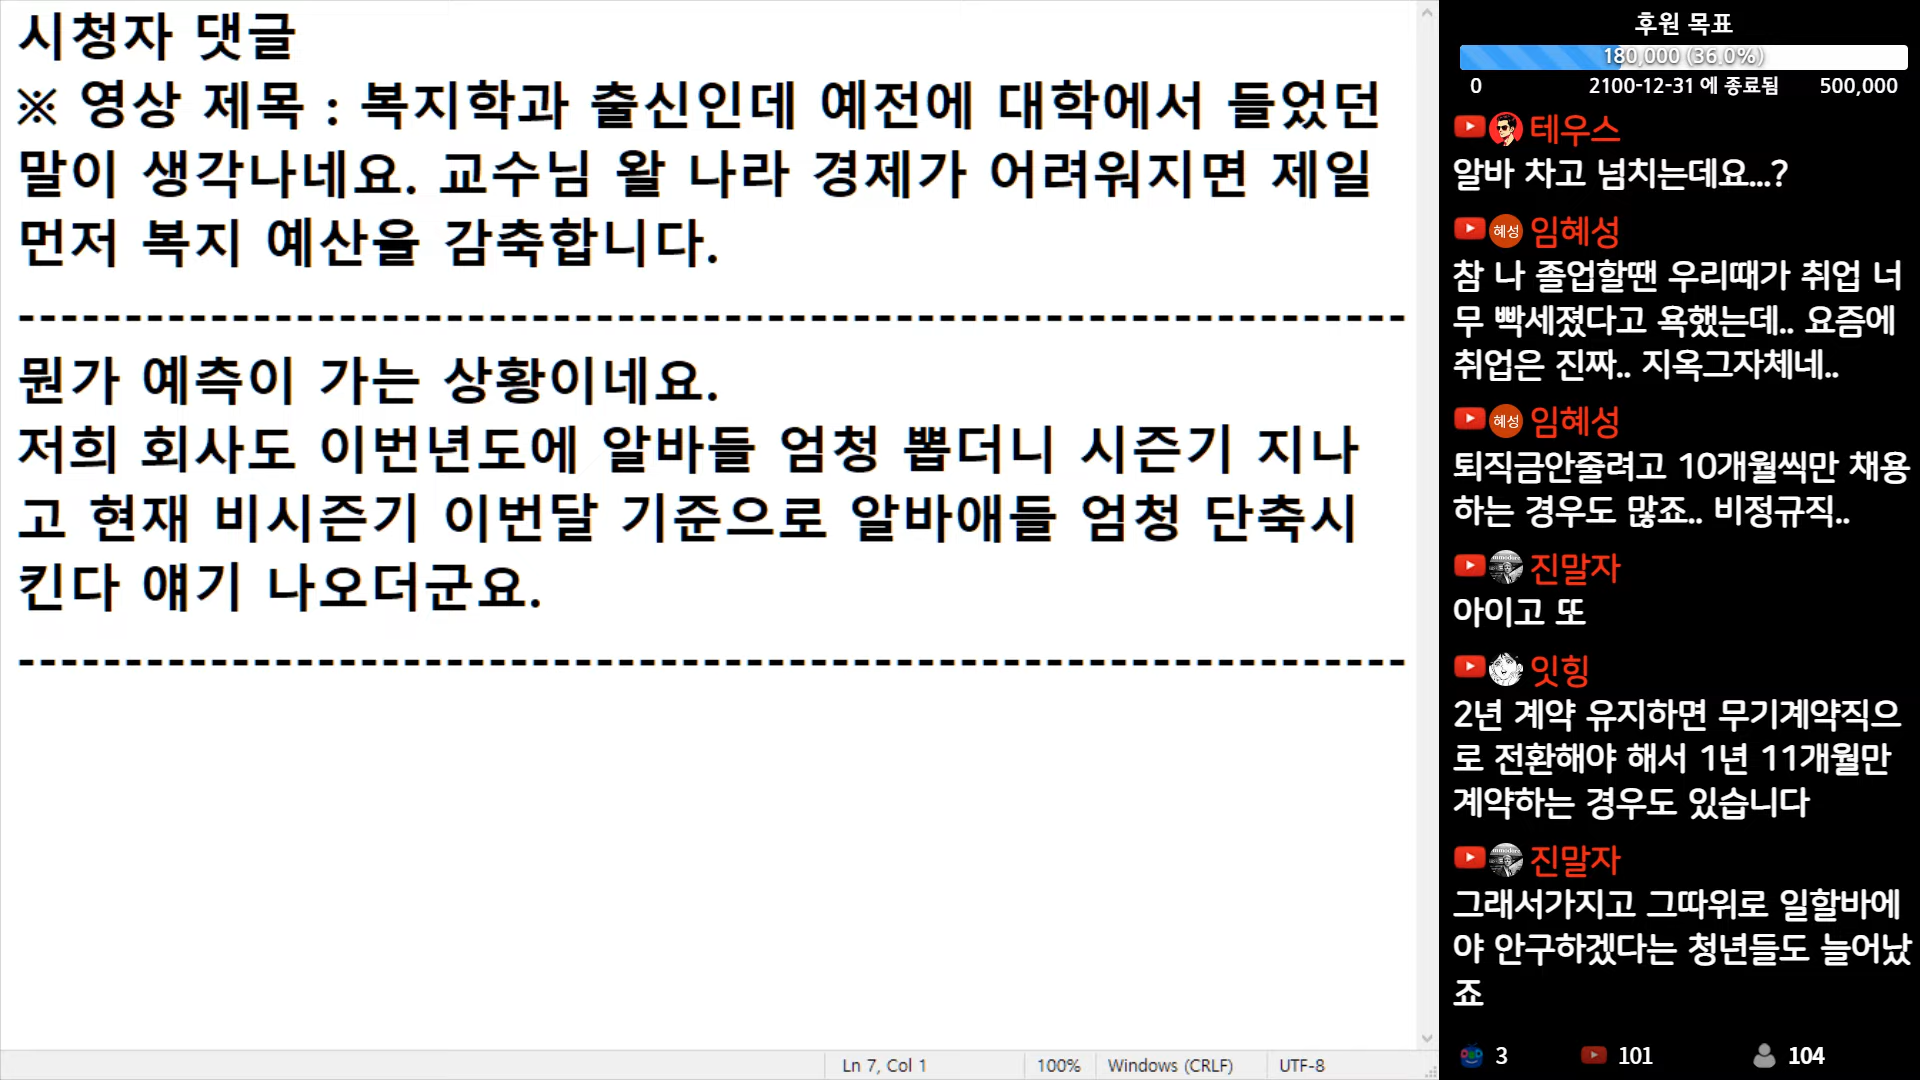 시청자 댓글
※ 영상 제목 : 복지학과 출신인데 예전에 대학에서 들었던
말이 생각나네요. 교수님 왈 나라 경제가 어려워지면 제일
먼저 복지 예산을 감축합니다.
-----------------------------------------------------------------
뭔가 예측이 가는 상황이네요.
저희 회사도 이번년도에 알바들 엄청 뽑더니 시즌기 지나
고 현재 비시즌기 이번달 기준으로 알바애들 엄청 단축시
킨다 얘기 나오더군요.
-----------------------------------------------------------------
Ln 7, Col 1
100%
Windows (CRLF)
UTF-8
후원 목표
180,000 (36.0%)
0 2100-12-31 에 종료됨 500,000
테우스
알바 차고 넘치는데요...?
혜성 임혜성
참 나 졸업할땐 우리때가 취업 너
무 빡세졌다고 욕했는데.. 요즘에
취업은 진짜.. 지옥그자체네..
혜성 임혜성
퇴직금안줄려고 10개월씩만 채용
하는 경우도 많죠.. 비정규직..
진말자
아이고 또
잇힝
2년 계약 유지하면 무기계약직으
로 전환해야 해서 1년 11개월만
계약하는 경우도 있습니다
진말자
그래서가지고 그따위로 일할바에
야 안구하겠다는 청년들도 늘어났
죠
3 101 104